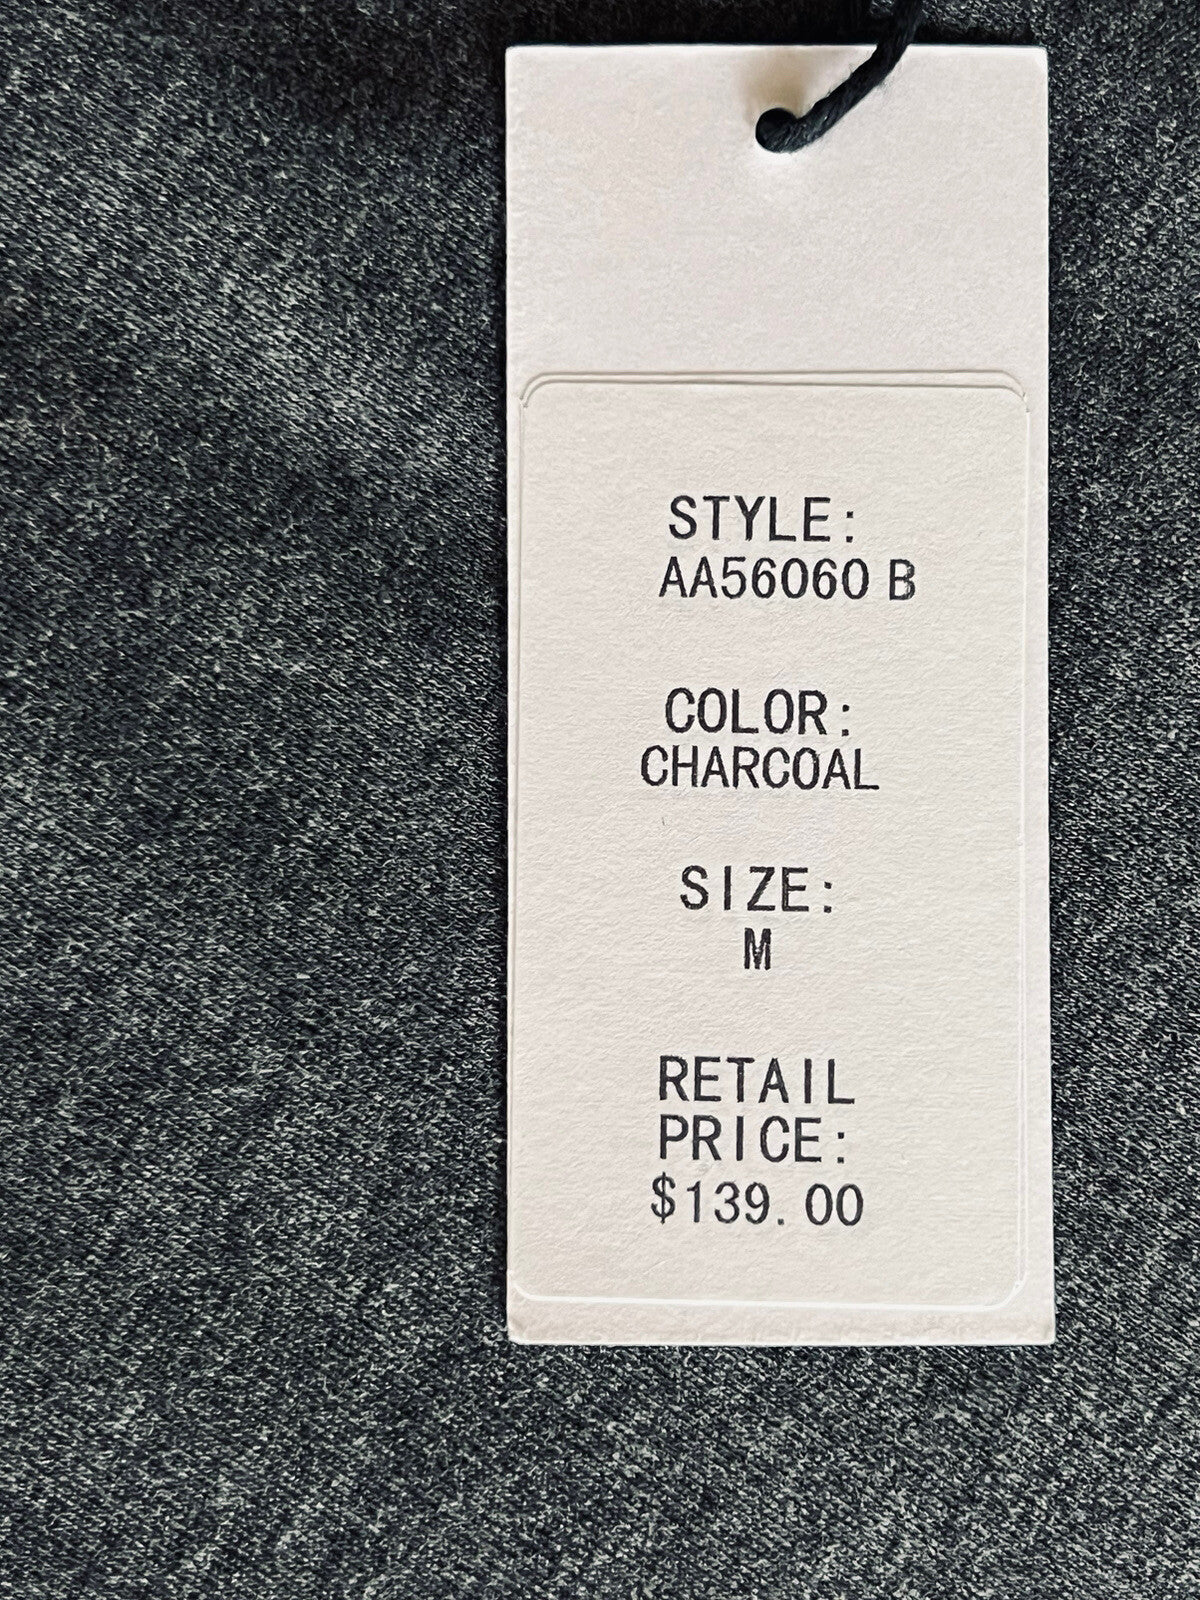 STYLE:
AA56060 B
COLOR:
CHARCOAL
SIZE:
M
RETAIL
PRICE:
$139.00